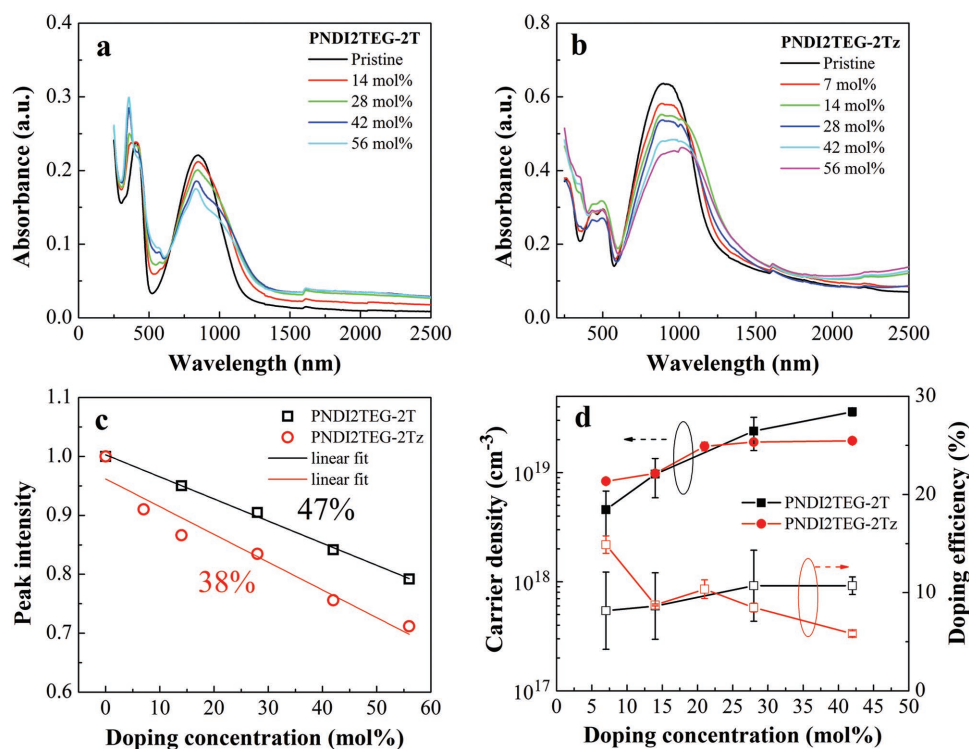 a
PNDI2TEG-2T
Pristine
14 mol%
28 mol%
42 mol%
56 mol%
0.4
0.3
0.2
0.1
0.0
Absorbance (a.u.)
0 500 1000 1500 2000 2500
Wavelength (nm)
b
PNDI2TEG-2Tz
Pristine
7 mol%
14 mol%
28 mol%
42 mol%
56 mol%
0.8
0.6
0.4
0.2
0.0
Absorbance (a.u.)
500 1000 1500 2000 2500
Wavelength (nm)
c
PNDI2TEG-2T
PNDI2TEG-2Tz
linear fit
linear fit
47%
38%
1.1
1.0
0.9
0.8
0.7
0.6
Peak intensity
0 10 20 30 40 50 60
Doping concentration (mol%)
d
PNDI2TEG-2T
PNDI2TEG-2Tz
10¹⁹
10¹⁸
10¹⁷
Carrier density (cm⁻³)
30
20
10
0
Doping efficiency (%)
0 5 10 15 20 25 30 35 40 45 50
Doping concentration (mol%)